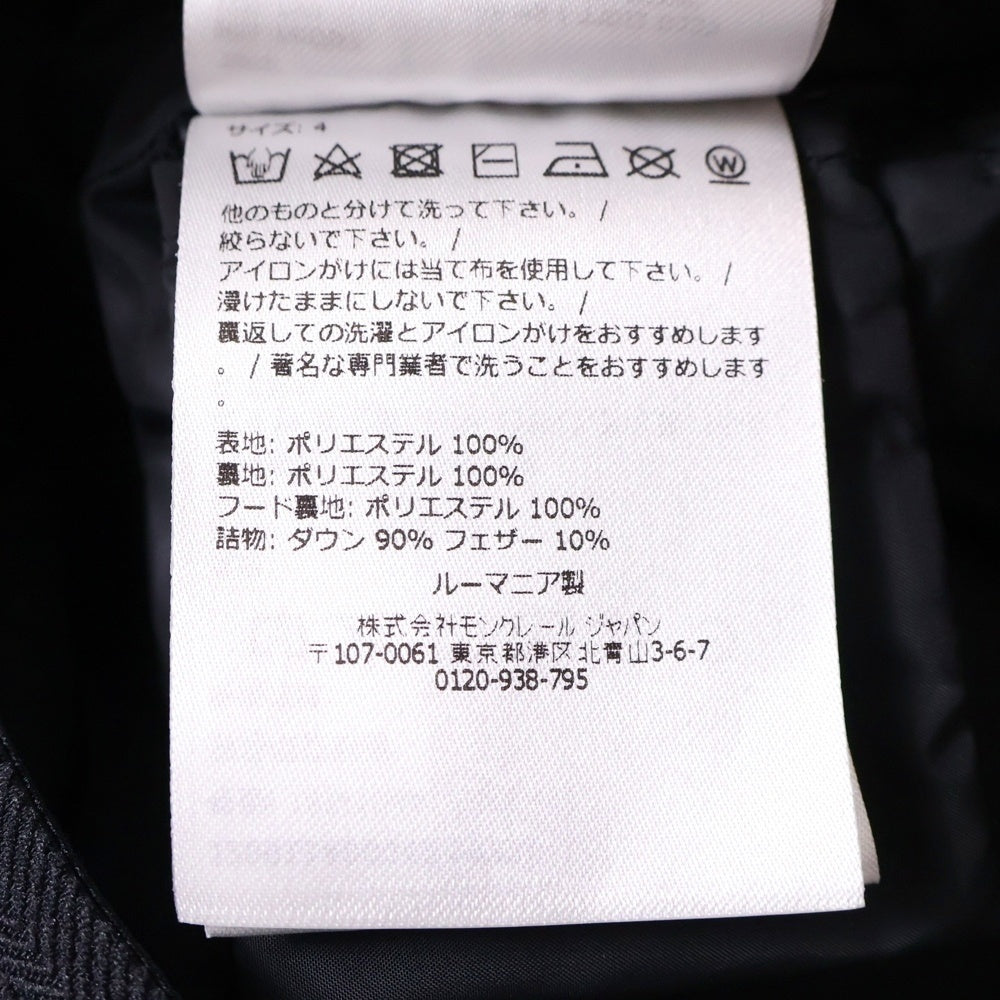 サイズ: 4
W
他のものと分けて洗って下さい。 /
絞らないで下さい。 /
アイロンがけには当て布を使用して下さい。 /
浸けたままにしないで下さい。 /
裏返しての洗濯とアイロンがけをおすすめします
。 / 著名な専門業者で洗うことをおすすめします
。
表地: ポリエステル 100%
裏地: ポリエステル 100%
フード裏地: ポリエステル 100%
詰物: ダウン 90% フェザー 10%
ルーマニア製
株式会社モンクレール ジャパン
〒107-0061 東京都港区北青山3-6-7
0120-938-795